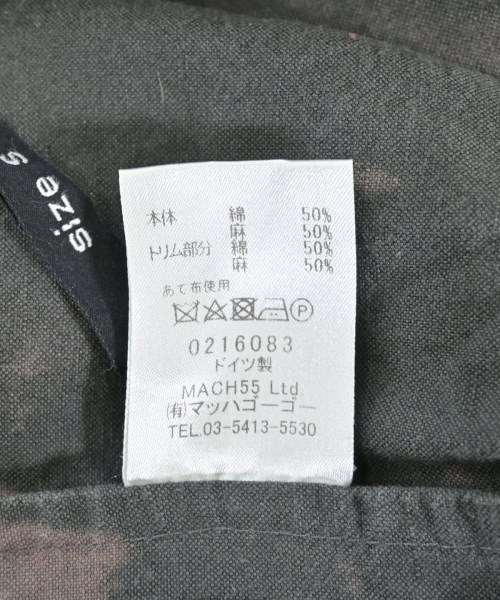 size S
本体 綿 50%
麻 50%
トリム部分 綿 50%
麻 50%
あて布使用
P
0216083
ドイツ製
MACH55 Ltd.
(有)マッハゴーゴー
TEL.03-5413-5530